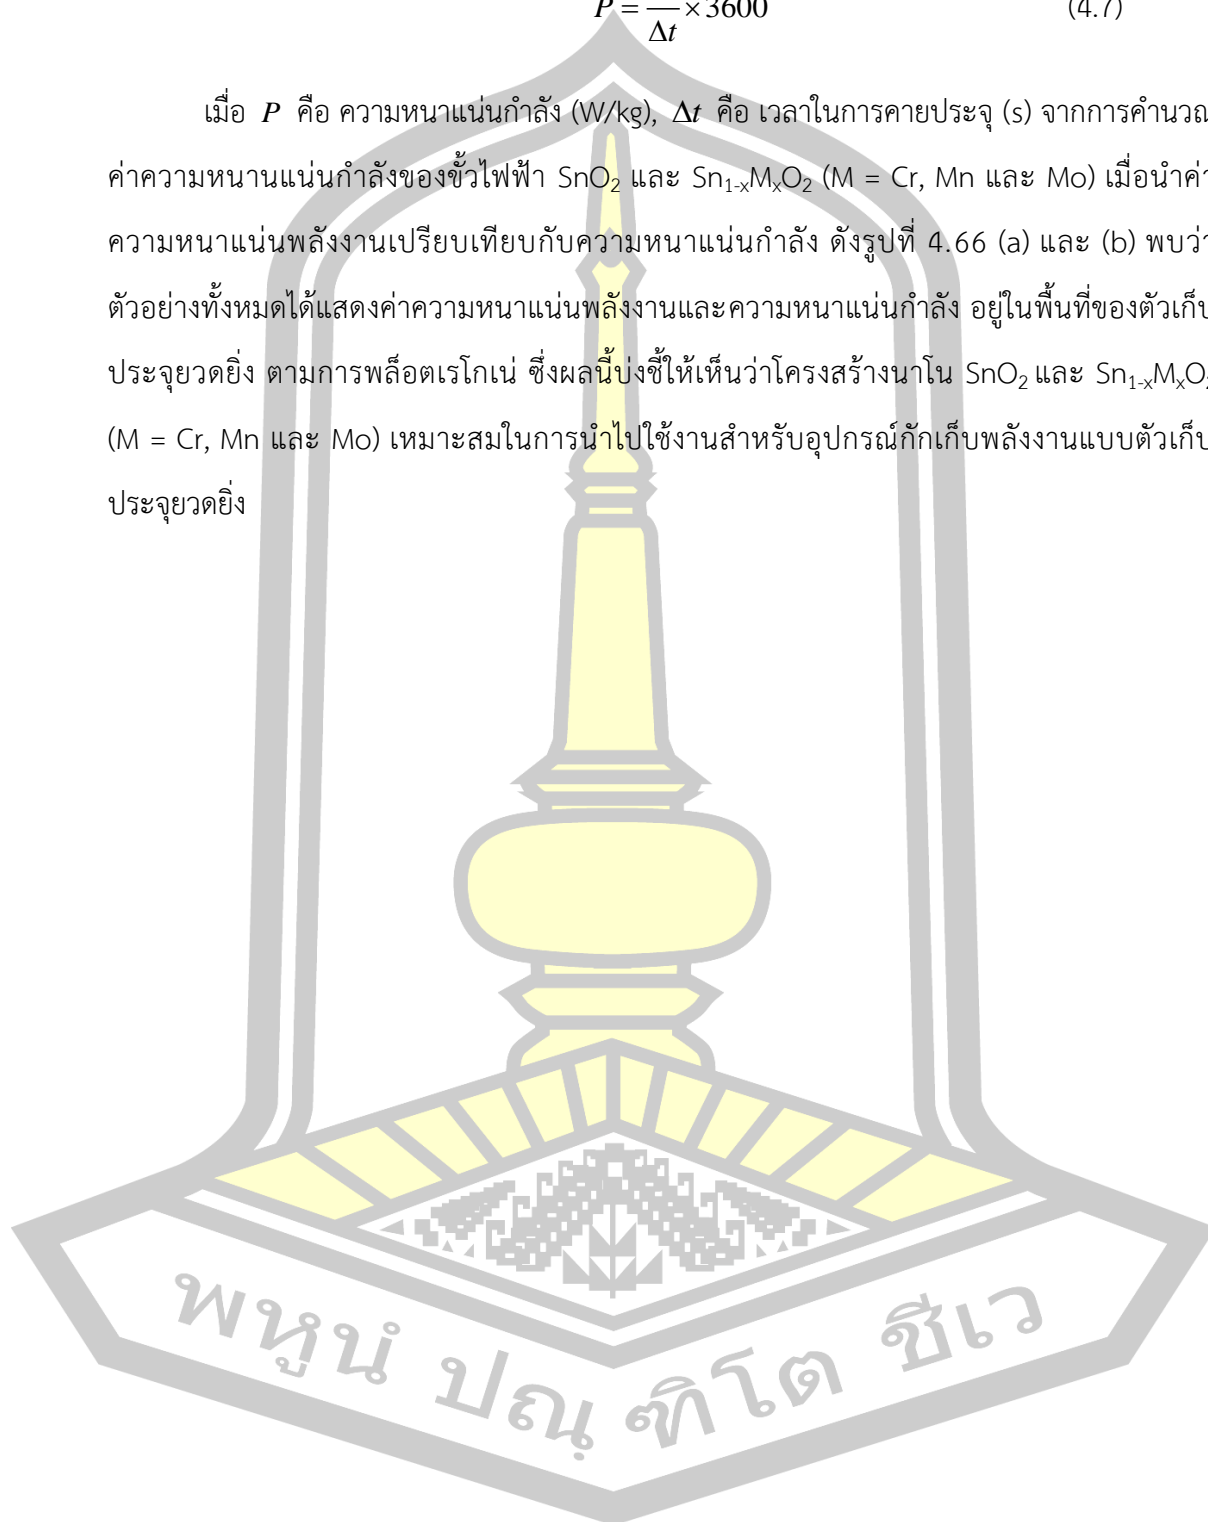 P = — / Δt × 3600 (4.7)
เมื่อ P คือ ความหนาแน่นกำลัง (W/kg), Δt คือ เวลาในการคายประจุ (s) จากการคำนวณ
ค่าความหนานแน่นกำลังของขั้วไฟฟ้า SnO₂ และ Sn₁₋ₓMₓO₂ (M = Cr, Mn และ Mo) เมื่อนำค่า
ความหนาแน่นพลังงานเปรียบเทียบกับความหนาแน่นกำลัง ดังรูปที่ 4.66 (a) และ (b) พบว่า
ตัวอย่างทั้งหมดได้แสดงค่าความหนาแน่นพลังงานและความหนาแน่นกำลัง อยู่ในพื้นที่ของตัวเก็บ
ประจุยวดยิ่ง ตามการพล็อตเรโกเน่ ซึ่งผลนี้บ่งชี้ให้เห็นว่าโครงสร้างนาโน SnO₂ และ Sn₁₋ₓMₓO₂
(M = Cr, Mn และ Mo) เหมาะสมในการนำไปใช้งานสำหรับอุปกรณ์กักเก็บพลังงานแบบตัวเก็บ
ประจุยวดยิ่ง
พหูนํ ปณฺฑิโต ชีเว